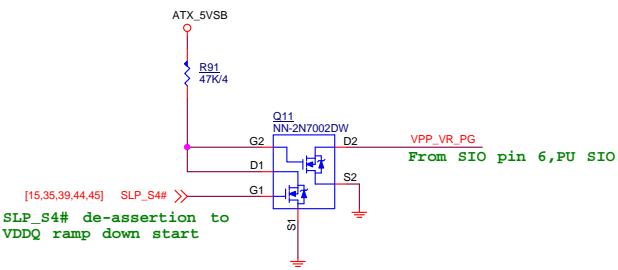 ATX_5VSB
R91
47K/4
Q11
NN-2N7002DW
G2
D2
VPP_VR_PG
From SIO pin 6,PU SIO
D1
S2
[15,35,39,44,45] SLP_S4#
G1
SLP_S4# de-assertion to
VDDQ ramp down start
S1